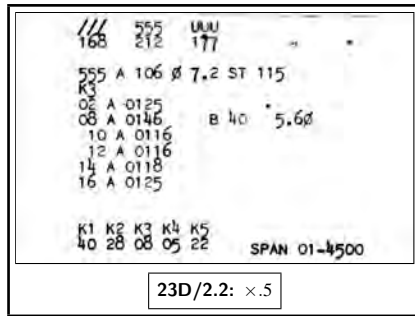 /// 555 UUU
168 212 177
555 A 106 Ø 7.2 ST 115
K3
02 A 0125
08 A 0146 B 40 5.6Ø
10 A 0116
12 A 0116
14 A 0118
16 A 0125
K1 K2 K3 K4 K5
40 28 08 05 22
SPAN 01-4500
23D/2.2: ×.5